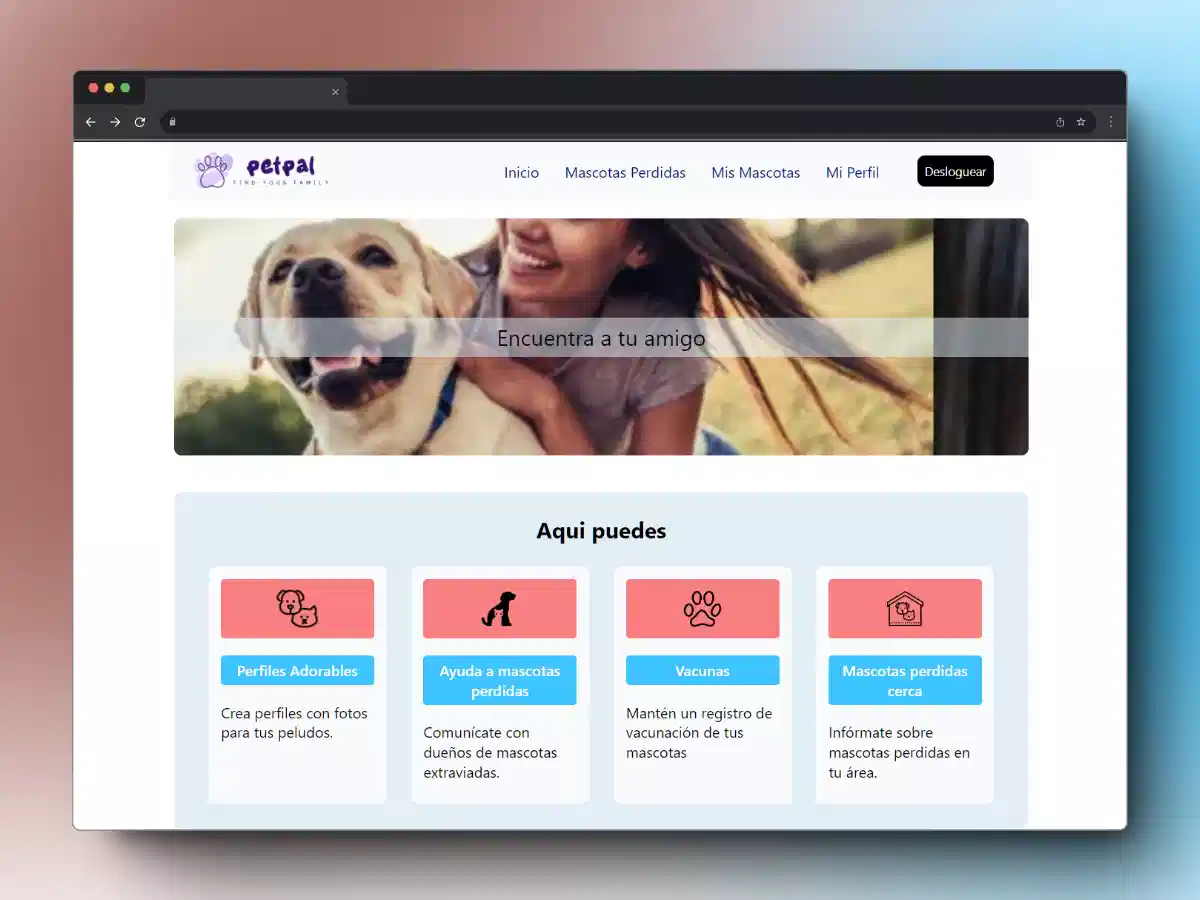 petpal
FIND YOUR FAMILY
Inicio Mascotas Perdidas Mis Mascotas Mi Perfil Desloguear
Encuentra a tu amigo
Aqui puedes
Perfiles Adorables
Crea perfiles con fotos
para tus peludos.
Ayuda a mascotas
perdidas
Comunícate con
dueños de mascotas
extraviadas.
Vacunas
Mantén un registro de
vacunación de tus
mascotas
Mascotas perdidas
cerca
Infórmate sobre
mascotas perdidas en
tu área.